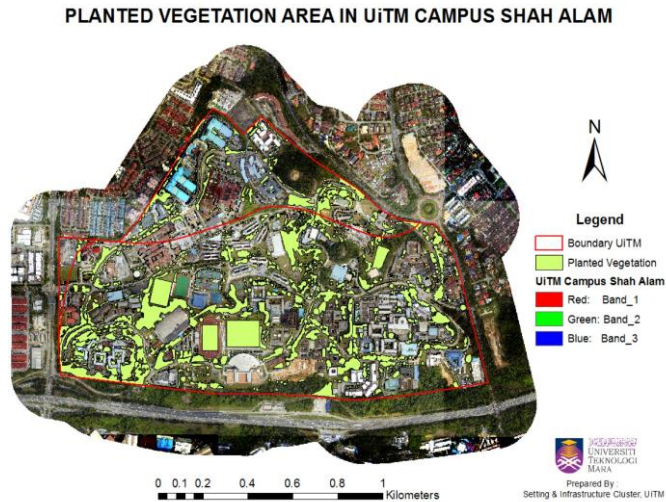 PLANTED VEGETATION AREA IN UiTM CAMPUS SHAH ALAM
N
Legend
Boundary UiTM
Planted Vegetation
UiTM Campus Shah Alam
Red: Band_1
Green: Band_2
Blue: Band_3
UNIVERSITI
TEKNOLOGI
MARA
Prepared By :
Setting & Infrastructure Cluster, UiTM
0 0.1 0.2 0.4 0.6 0.8 1
Kilometers